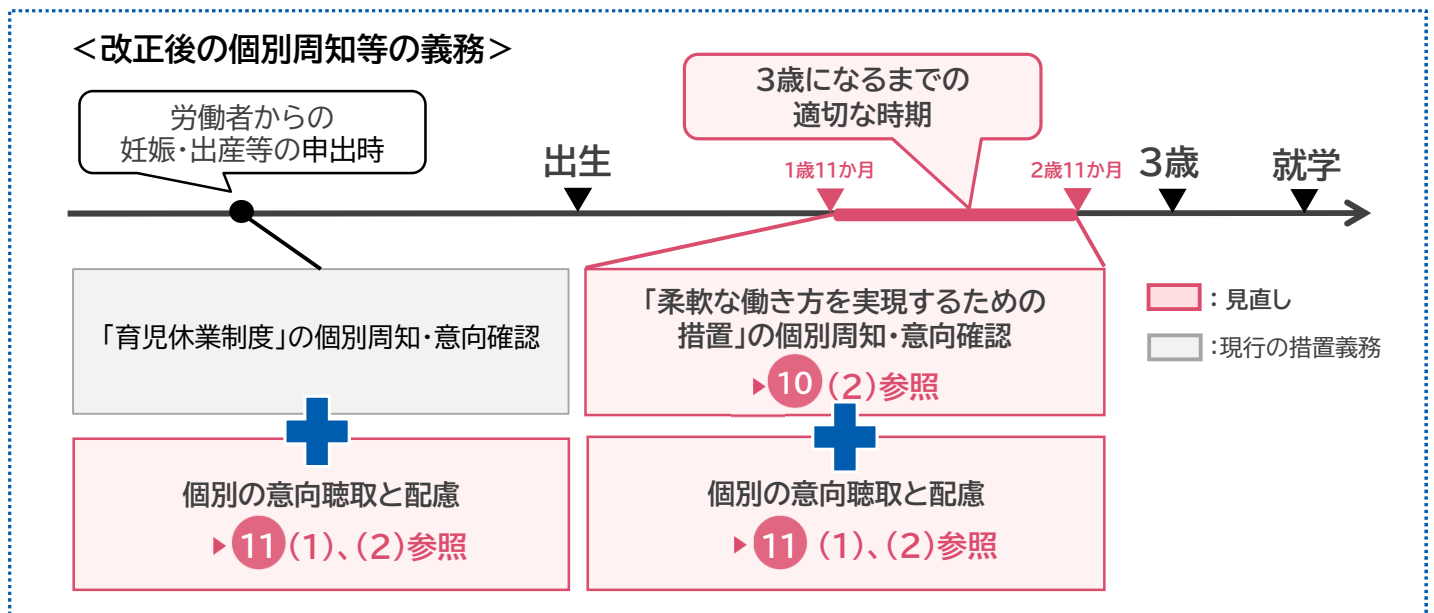 ＜改正後の個別周知等の義務＞
労働者からの
妊娠・出産等の申出時
3歳になるまでの
適切な時期
出生
1歳11か月
2歳11か月
3歳
就学
「育児休業制度」の個別周知・意向確認
「柔軟な働き方を実現するための
措置」の個別周知・意向確認
▶10(2)参照
：見直し
：現行の措置義務
個別の意向聴取と配慮
▶11(1)、(2)参照
個別の意向聴取と配慮
▶11(1)、(2)参照